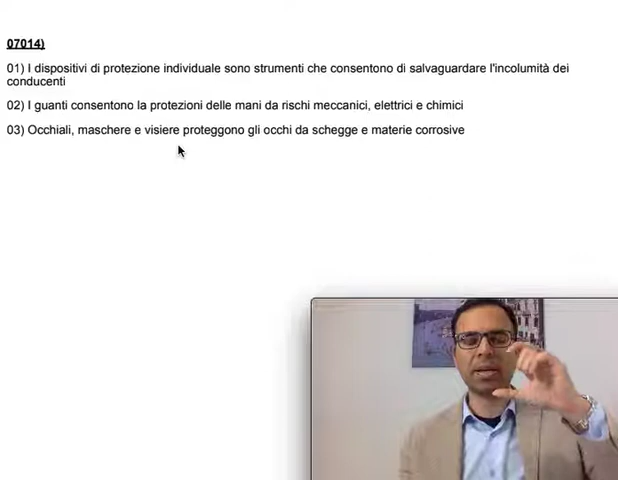 07014)
01) I dispositivi di protezione individuale sono strumenti che consentono di salvaguardare l'incolumità dei
conducenti
02) I guanti consentono la protezioni delle mani da rischi meccanici, elettrici e chimici
03) Occhiali, maschere e visiere proteggono gli occhi da schegge e materie corrosive